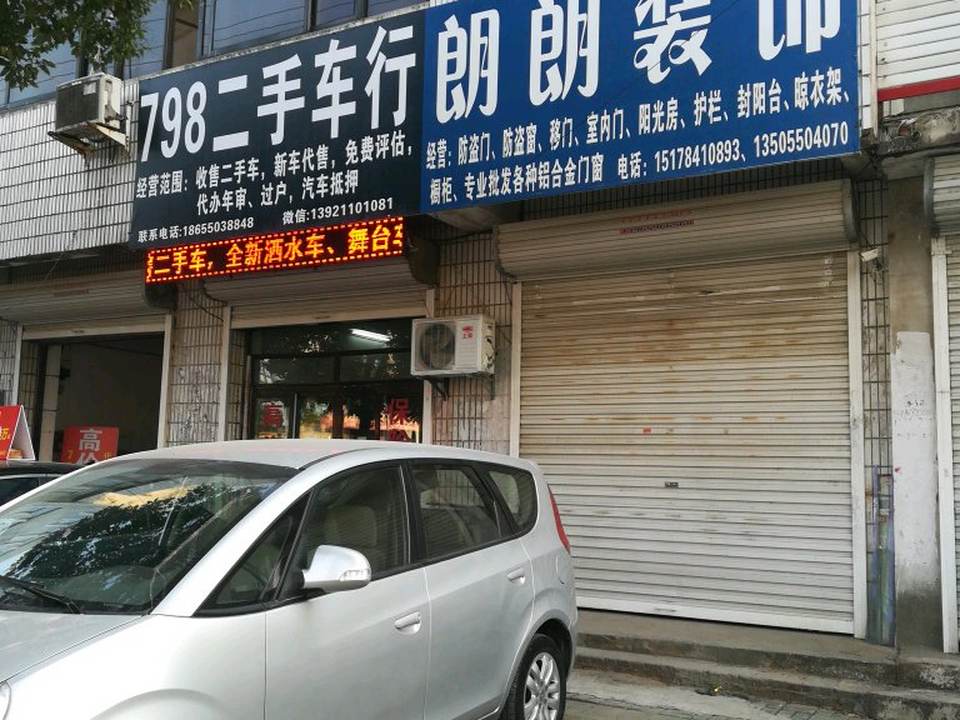 798二手车行
经营范围：收售二手车，新车代售，免费评估，
代办年审、过户，汽车抵押
联系电话:18655038848 微信:13921101081
二手车，全新洒水车、舞台车
朗朗装饰
经营：防盗门、防盗窗、移门、室内门、阳光房、护栏、封阳台、晾衣架、
橱柜、专业批发各种铝合金门窗 电话：15178410893、13505504070
高价